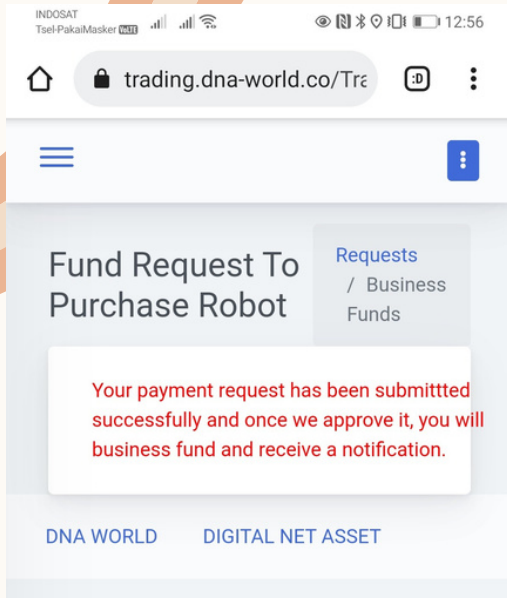 INDOSAT
Tsel-PakaiMasker VoLTE 12:56
trading.dna-world.co/Tra :D
Fund Request To
Purchase Robot
Requests
/ Business
Funds
Your payment request has been submittted
successfully and once we approve it, you will
business fund and receive a notification.
DNA WORLD DIGITAL NET ASSET